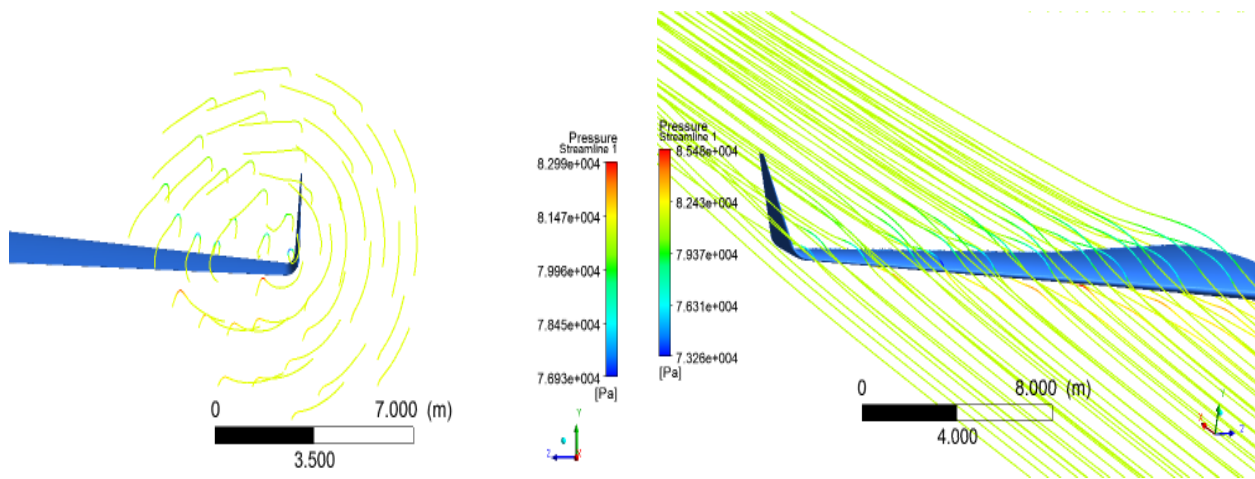 Pressure
Streamline 1
8.299e+004
8.147e+004
7.996e+004
7.845e+004
7.693e+004
[Pa]
0 7.000 (m)
3.500
Y
Z
X
Pressure
Streamline 1
8.548e+004
8.243e+004
7.937e+004
7.631e+004
7.326e+004
[Pa]
0 8.000 (m)
4.000
Y
X
Z